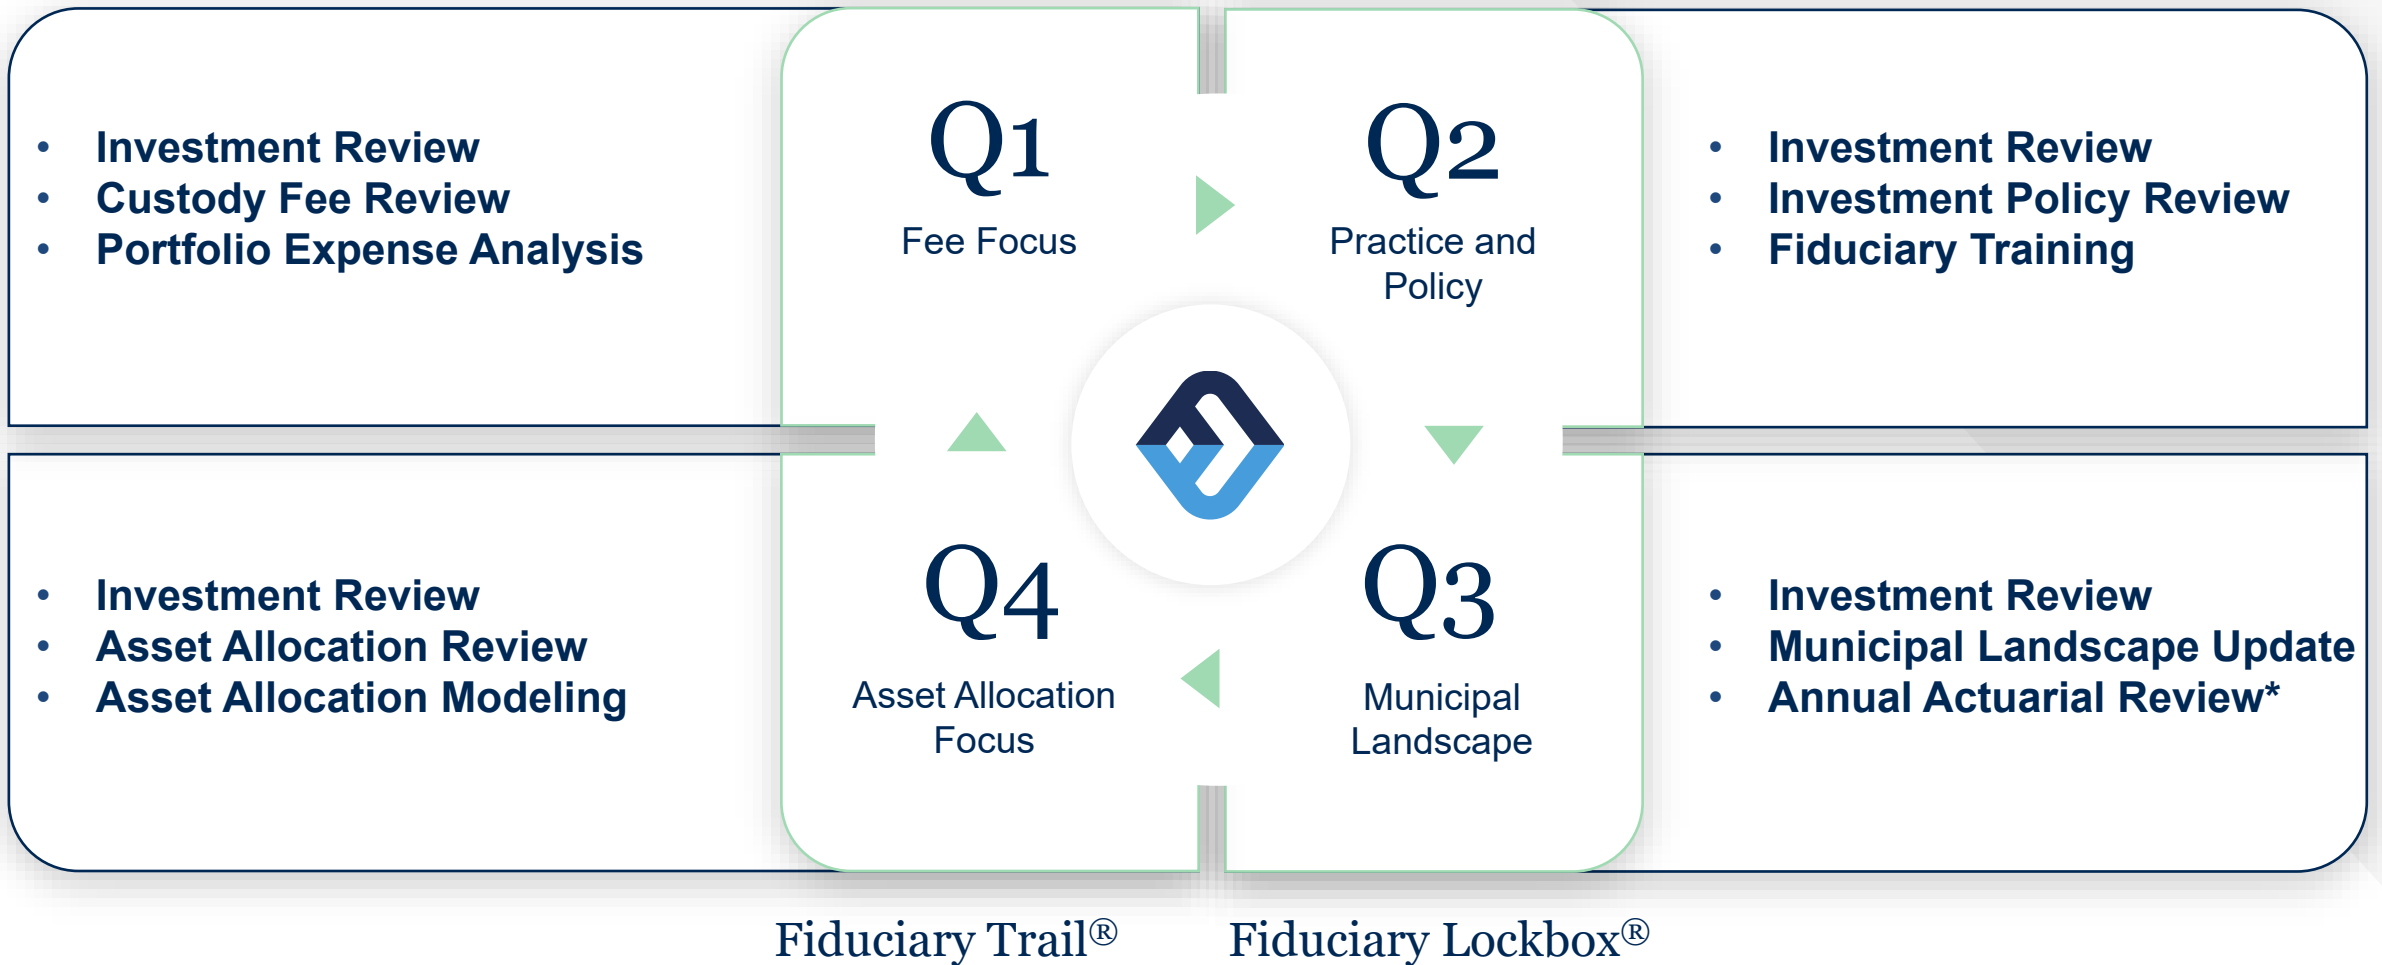 • Investment Review
• Custody Fee Review
• Portfolio Expense Analysis
Q1
Fee Focus
Q2
Practice and
Policy
• Investment Review
• Investment Policy Review
• Fiduciary Training
• Investment Review
• Asset Allocation Review
• Asset Allocation Modeling
Q4
Asset Allocation
Focus
Q3
Municipal
Landscape
• Investment Review
• Municipal Landscape Update
• Annual Actuarial Review*
Fiduciary Trail® Fiduciary Lockbox®